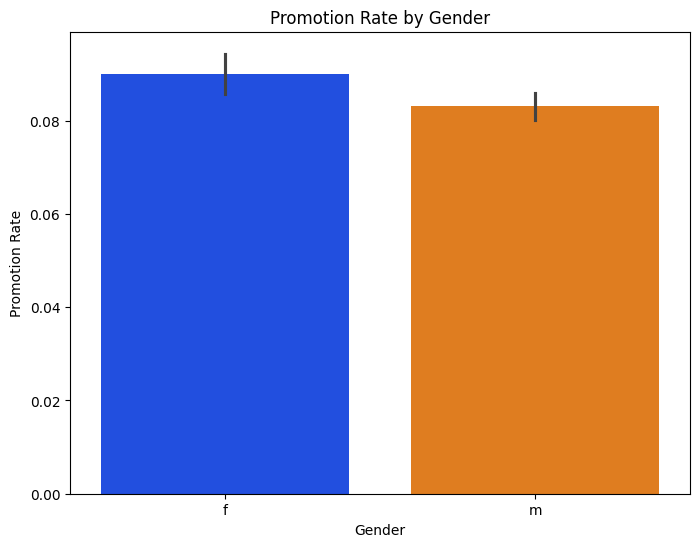 Promotion Rate by Gender
Promotion Rate
0.08
0.06
0.04
0.02
0.00
f
m
Gender